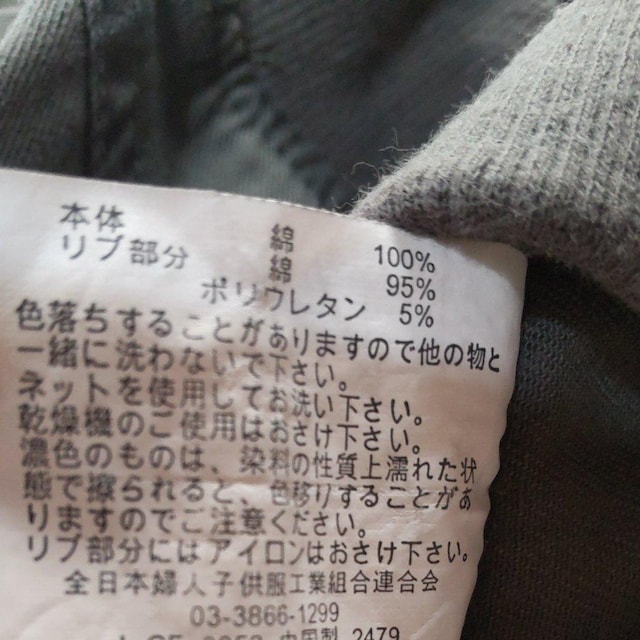 本体 綿 100%
リブ部分 綿 95%
ポリウレタン 5%
色落ちすることがありますので他の物と
一緒に洗わないで下さい。
ネットを使用してお洗い下さい。
乾燥機のご使用はおさけ下さい。
濃色のものは、染料の性質上濡れた状
態で擦られると、色移りすることがあ
りますのでご注意ください。
リブ部分にはアイロンはおさけ下さい。
全日本婦人子供服工業組合連合会
03-3866-1299
中国製 2479